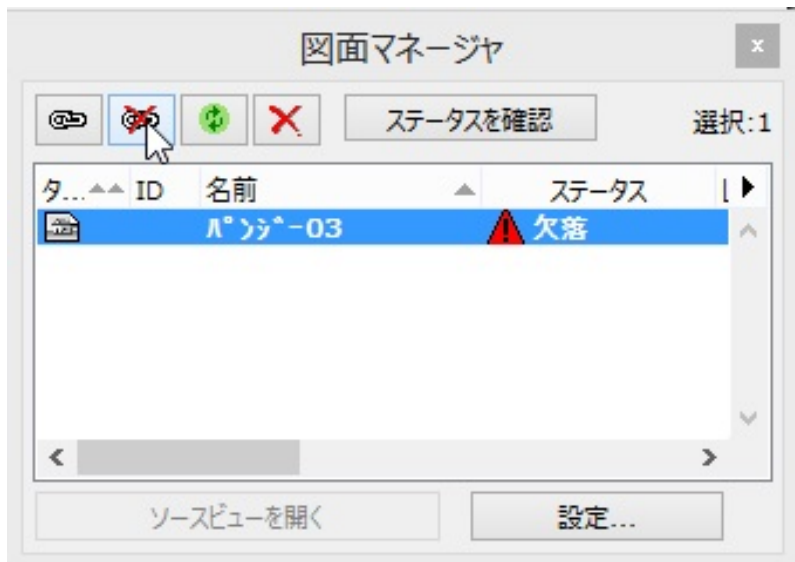 図面マネージャ
ステータスを確認 選択:1
タ... ID 名前 ステータス
ﾊﾟﾝｼﾞｰ03 欠落
ソースビューを開く 設定...